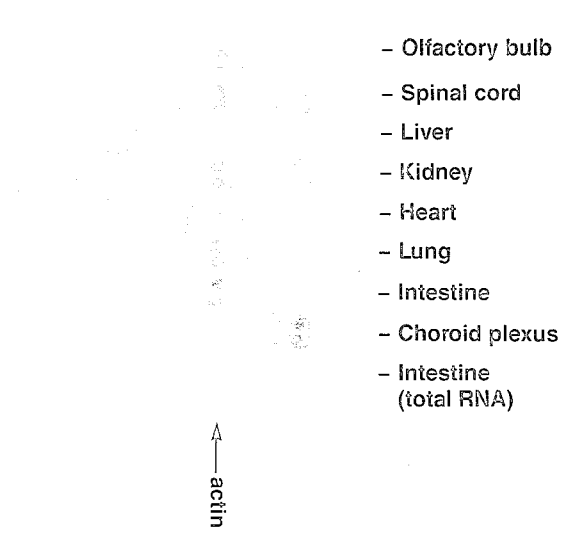 – Olfactory bulb
– Spinal cord
– Liver
– Kidney
– Heart
– Lung
– Intestine
– Choroid plexus
– Intestine
(total RNA)
actin